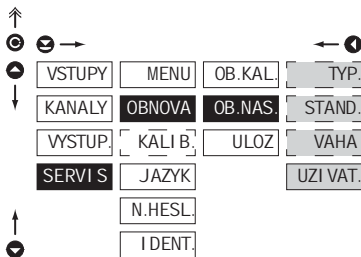 VSTUPY MENU OB.KAL. TYP.
KANALY OBNOVA OB.NAS. STAND.
VYSTUP. KALIB. ULOZ VAHA
SERVIS JAZYK UZIVAT.
N.HESL.
IDENT.